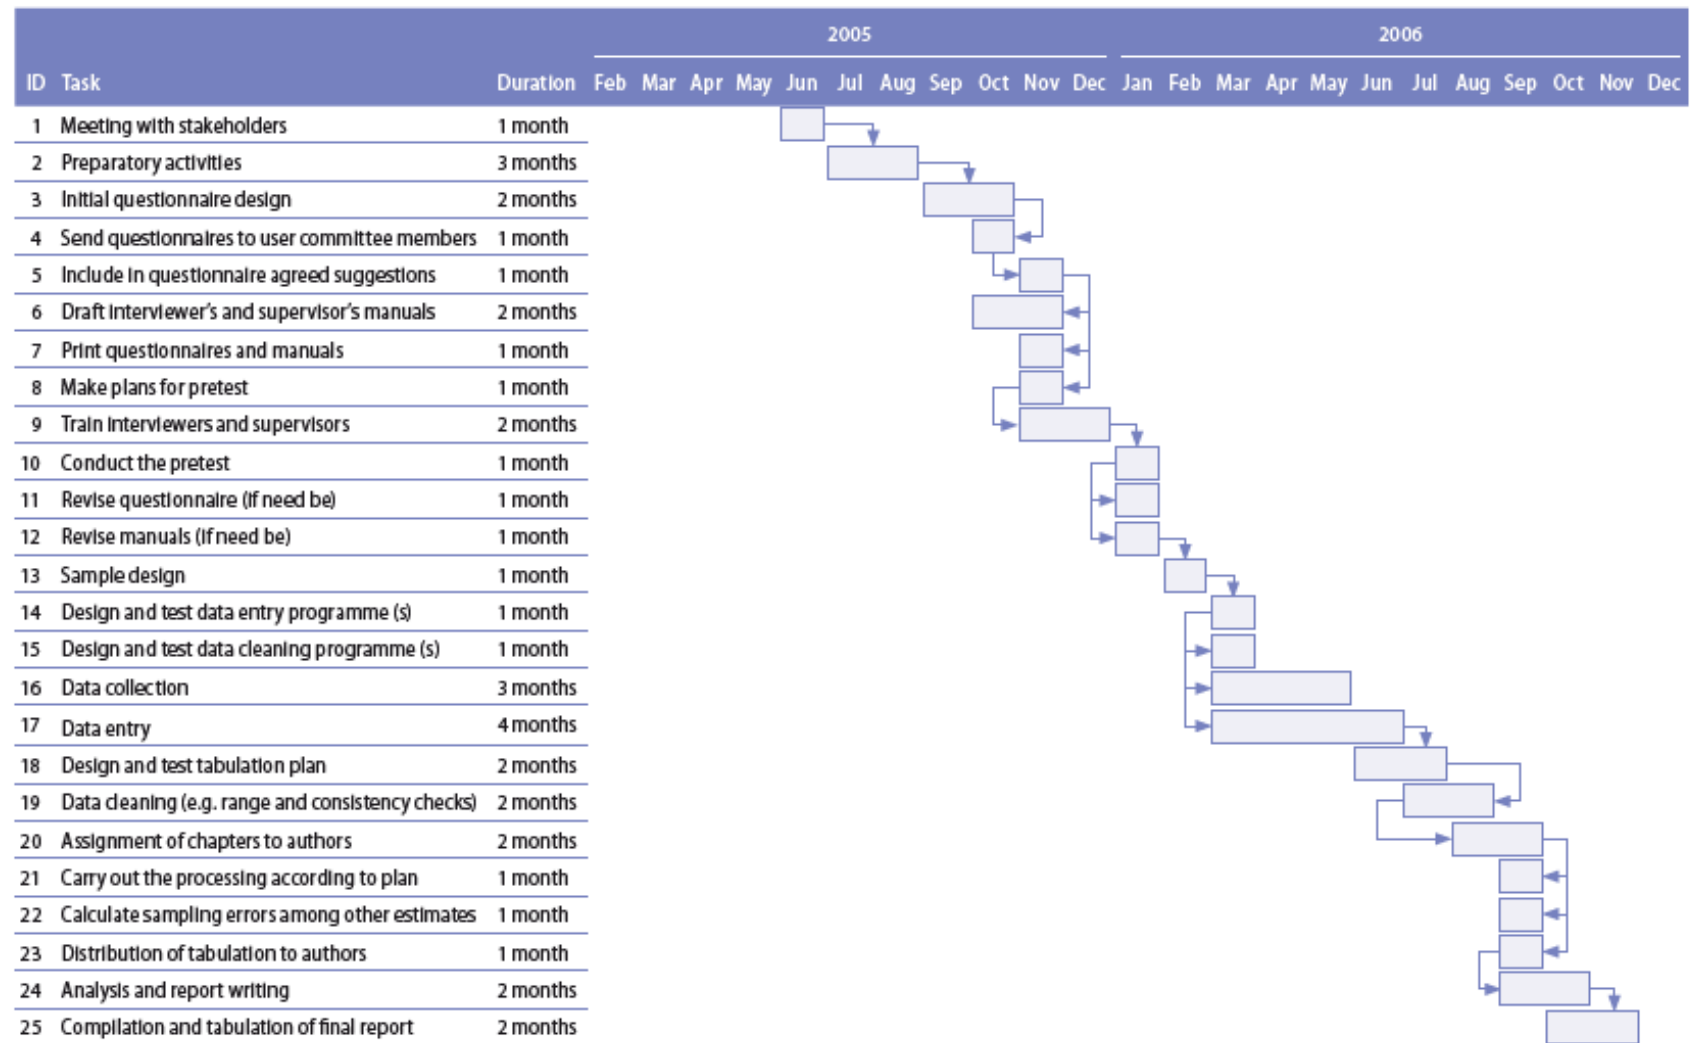 2005 2006
ID Task Duration Feb Mar Apr May Jun Jul Aug Sep Oct Nov Dec Jan Feb Mar Apr May Jun Jul Aug Sep Oct Nov Dec
1 Meeting with stakeholders 1 month
2 Preparatory activities 3 months
3 Initial questionnaire design 2 months
4 Send questionnaires to user committee members 1 month
5 Include in questionnaire agreed suggestions 1 month
6 Draft interviewer's and supervisor's manuals 2 months
7 Print questionnaires and manuals 1 month
8 Make plans for pretest 1 month
9 Train interviewers and supervisors 2 months
10 Conduct the pretest 1 month
11 Revise questionnaire (if need be) 1 month
12 Revise manuals (if need be) 1 month
13 Sample design 1 month
14 Design and test data entry programme (s) 1 month
15 Design and test data cleaning programme (s) 1 month
16 Data collection 3 months
17 Data entry 4 months
18 Design and test tabulation plan 2 months
19 Data cleaning (e.g. range and consistency checks) 2 months
20 Assignment of chapters to authors 2 months
21 Carry out the processing according to plan 1 month
22 Calculate sampling errors among other estimates 1 month
23 Distribution of tabulation to authors 1 month
24 Analysis and report writing 2 months
25 Compilation and tabulation of final report 2 months